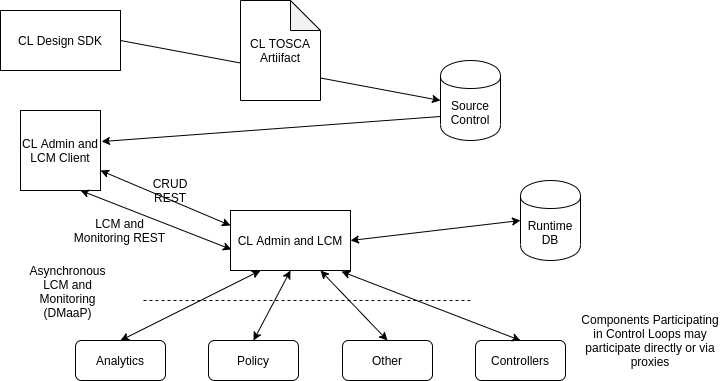 CL Design SDK
CL TOSCA
Artiifact
Source
Control
CL Admin and
LCM Client
CRUD
REST
LCM and
Monitoring REST
CL Admin and LCM
Runtime
DB
Asynchronous
LCM and
Monitoring
(DMaaP)
Components Participating
in Control Loops may
participate directly or via
proxies
Analytics
Policy
Other
Controllers